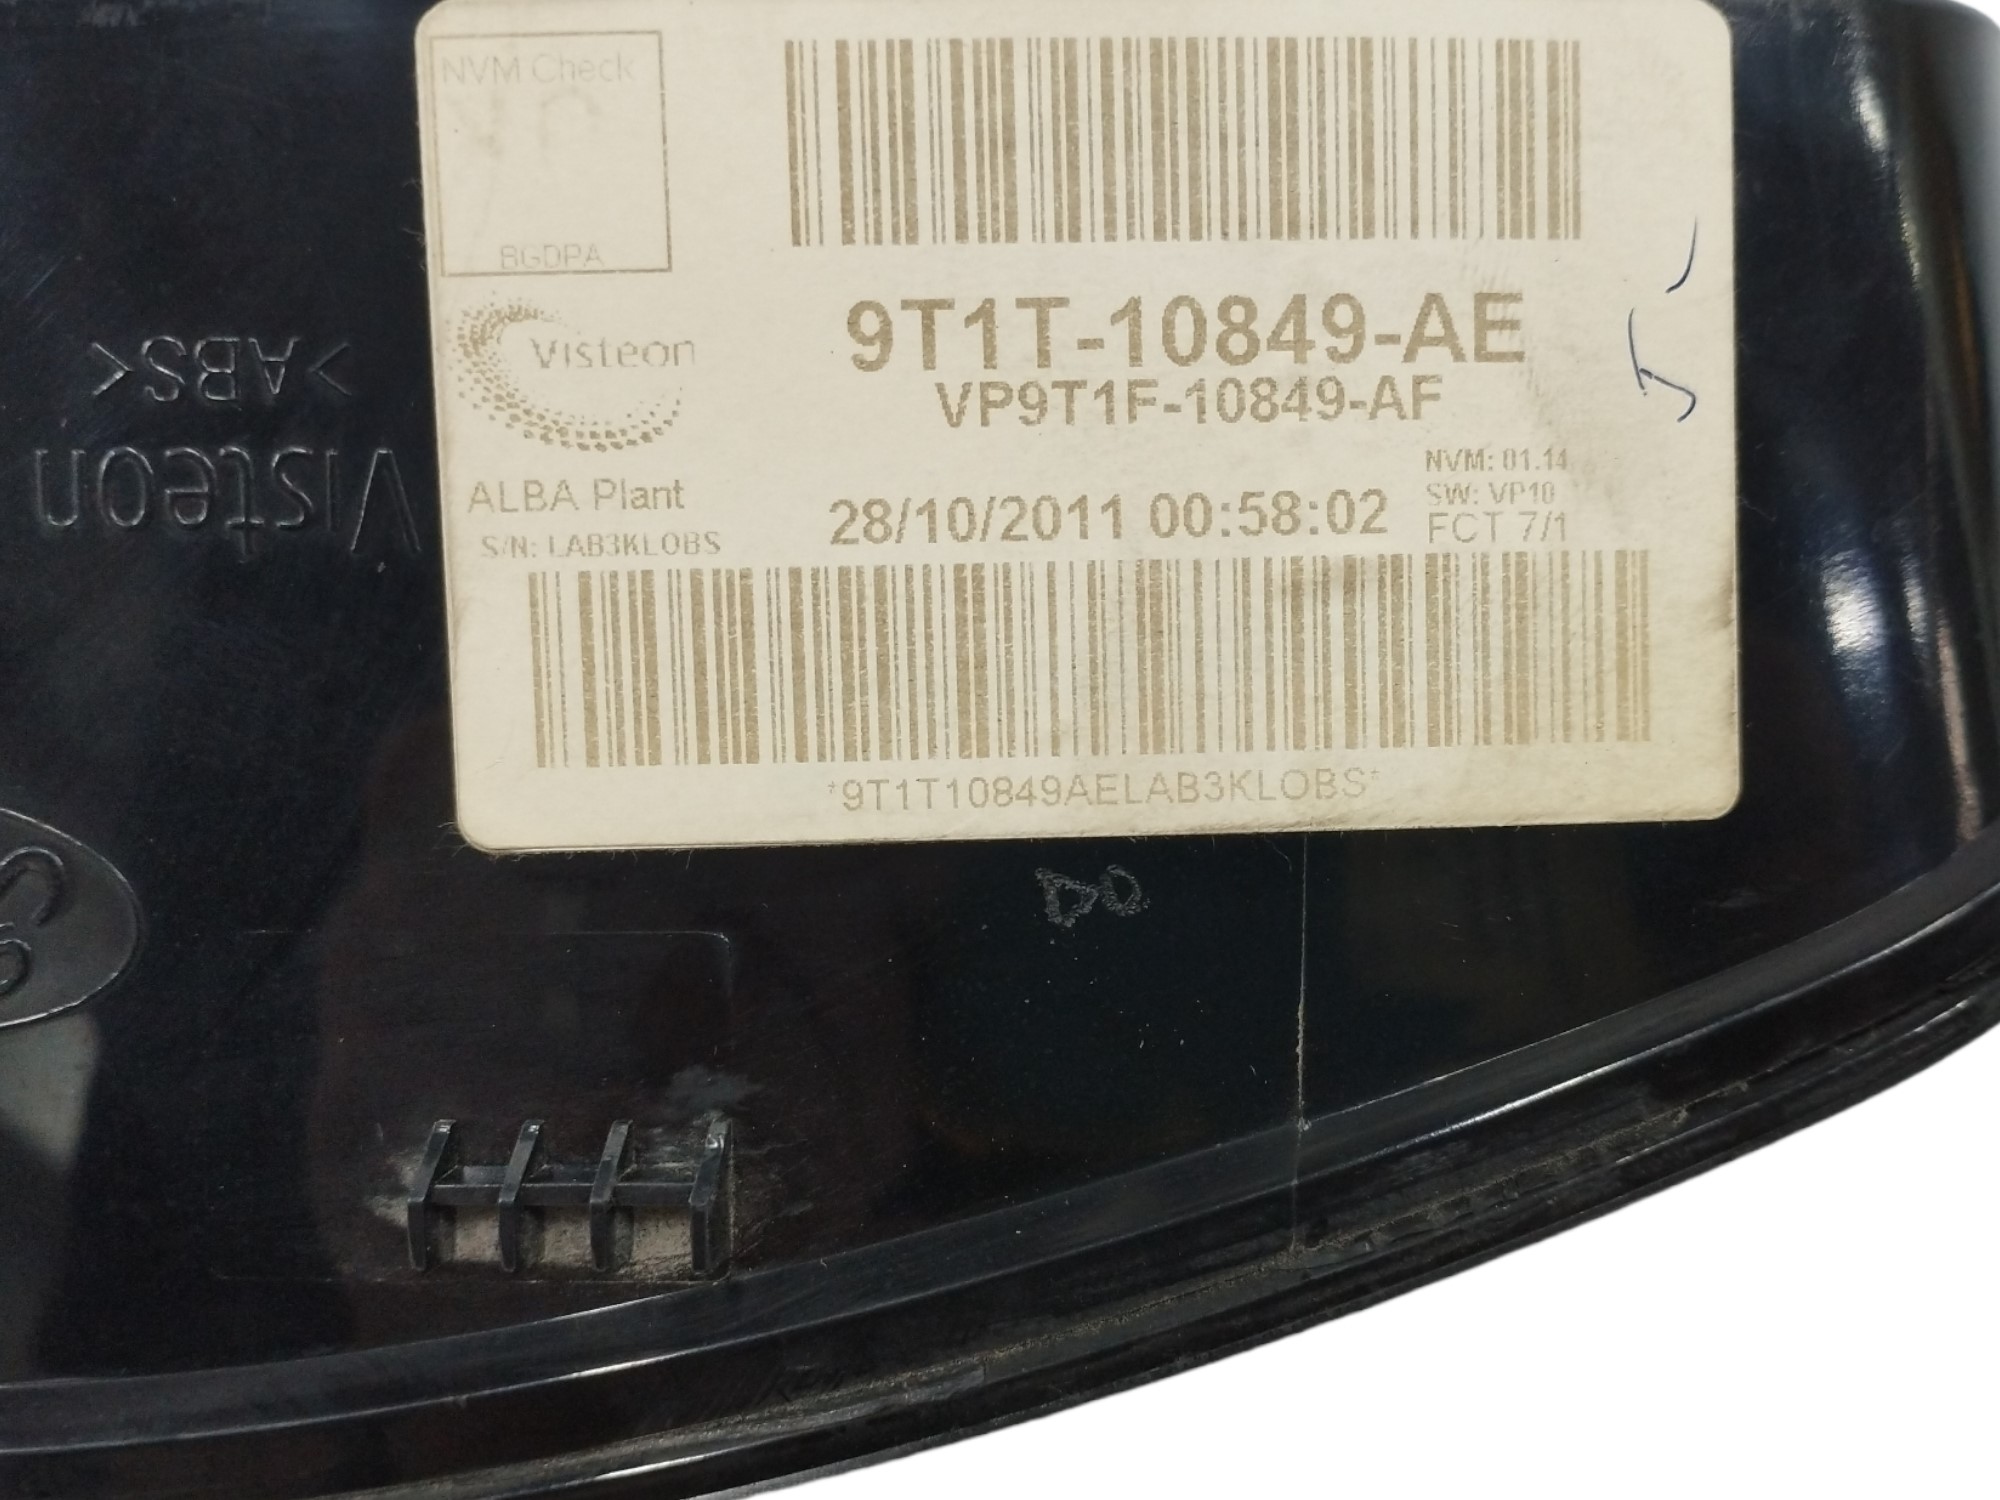 NVM Check
BGDPA
Visteon
9T1T-10849-AE
VP9T1F-10849-AF
ALBA Plant
S/N: LAB3KLOBS
28/10/2011 00:58:02
NVM: 01.14
SW: VP10
FCT 7/1
*9T1T10849AELAB3KLOBS*
>ABS<
Visteon
DO